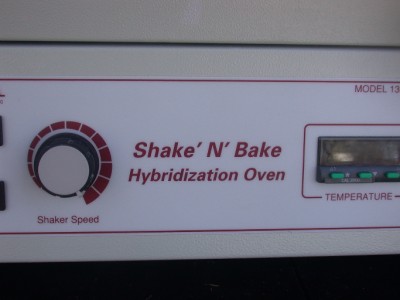 MODEL 13
Shake' N' Bake
Hybridization Oven
Shaker Speed
TEMPERATURE